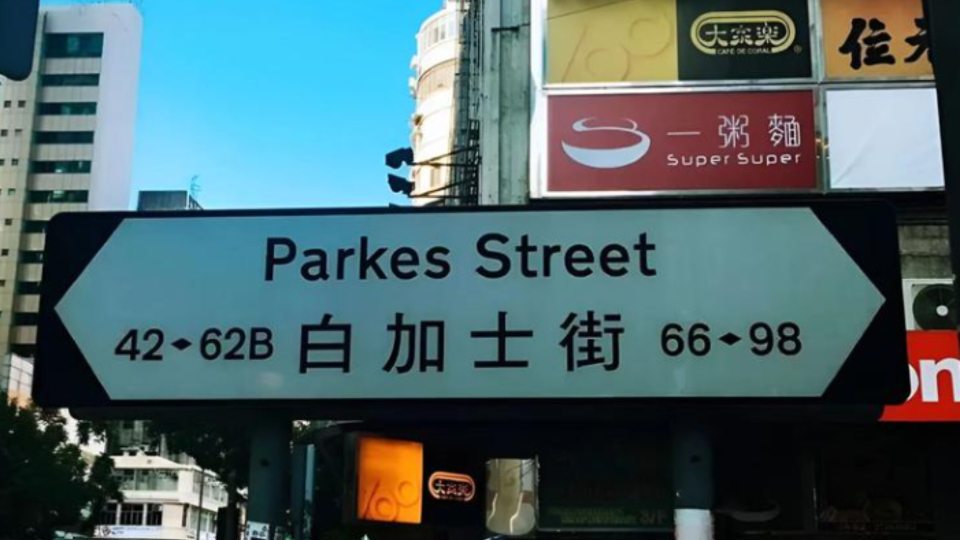 大家樂
CAFÉ DE CORAL
一粥麵
Super Super
Parkes Street
42 62B 白加士街 66 98
大家樂